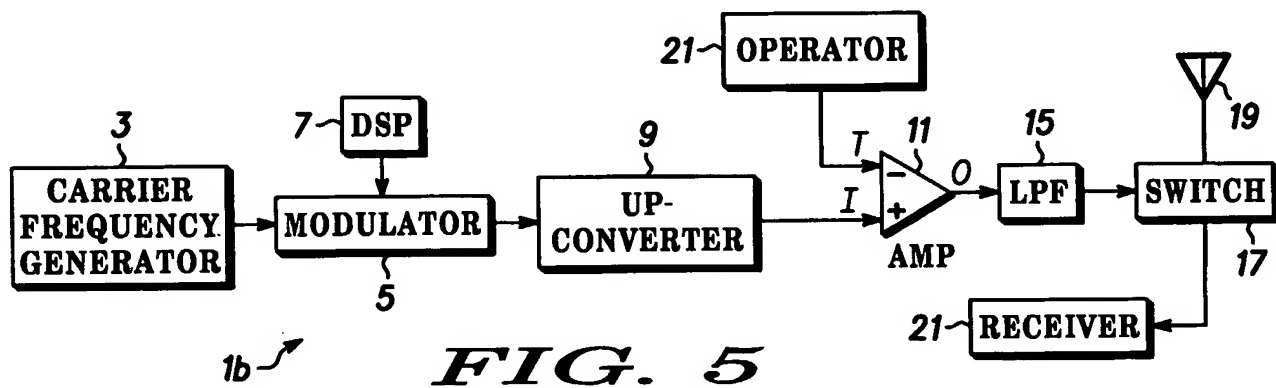 21
OPERATOR
19
7
DSP
3
CARRIER
FREQUENCY.
GENERATOR
MODULATOR
5
9
UP-
CONVERTER
T
I
−
+
11
O
AMP
15
LPF
SWITCH
17
21
RECEIVER
1b
FIG. 5